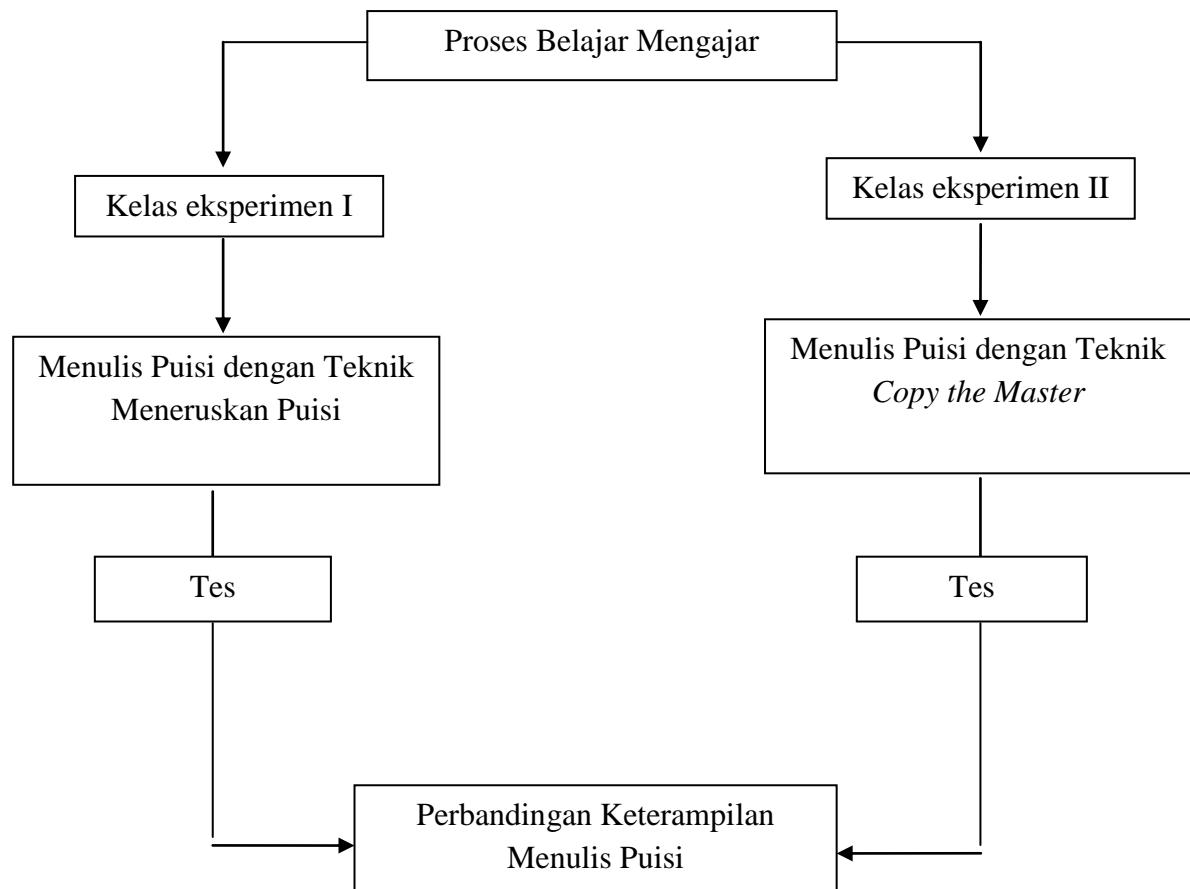 Proses Belajar Mengajar
Kelas eksperimen I
Kelas eksperimen II
Menulis Puisi dengan Teknik
Meneruskan Puisi
Menulis Puisi dengan Teknik
Copy the Master
Tes
Tes
Perbandingan Keterampilan
Menulis Puisi